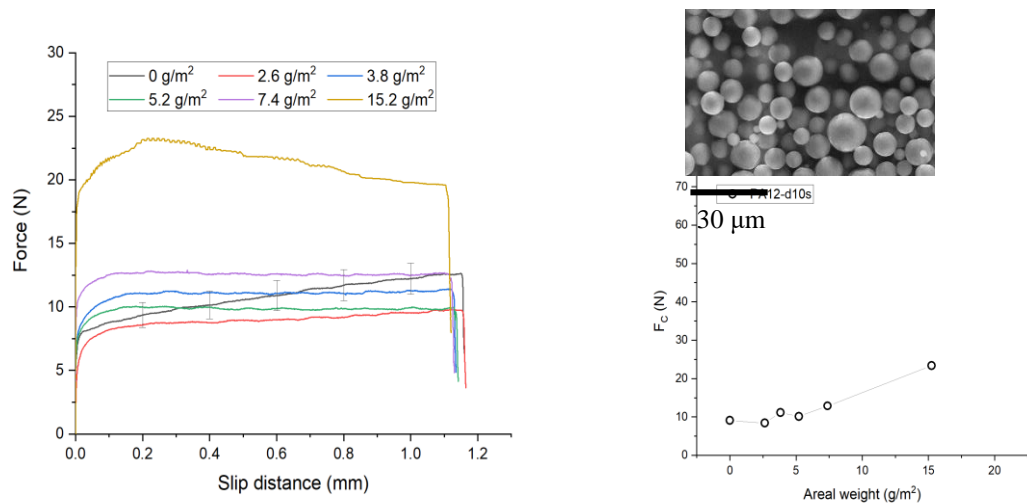 30
25
20
15
10
5
0
Force (N)
0 g/m²
2.6 g/m²
3.8 g/m²
5.2 g/m²
7.4 g/m²
15.2 g/m²
0.0 0.2 0.4 0.6 0.8 1.0 1.2
Slip distance (mm)
30 μm
70
60
50
40
30
20
10
0
F_C (N)
0 5 10 15 20
Areal weight (g/m²)